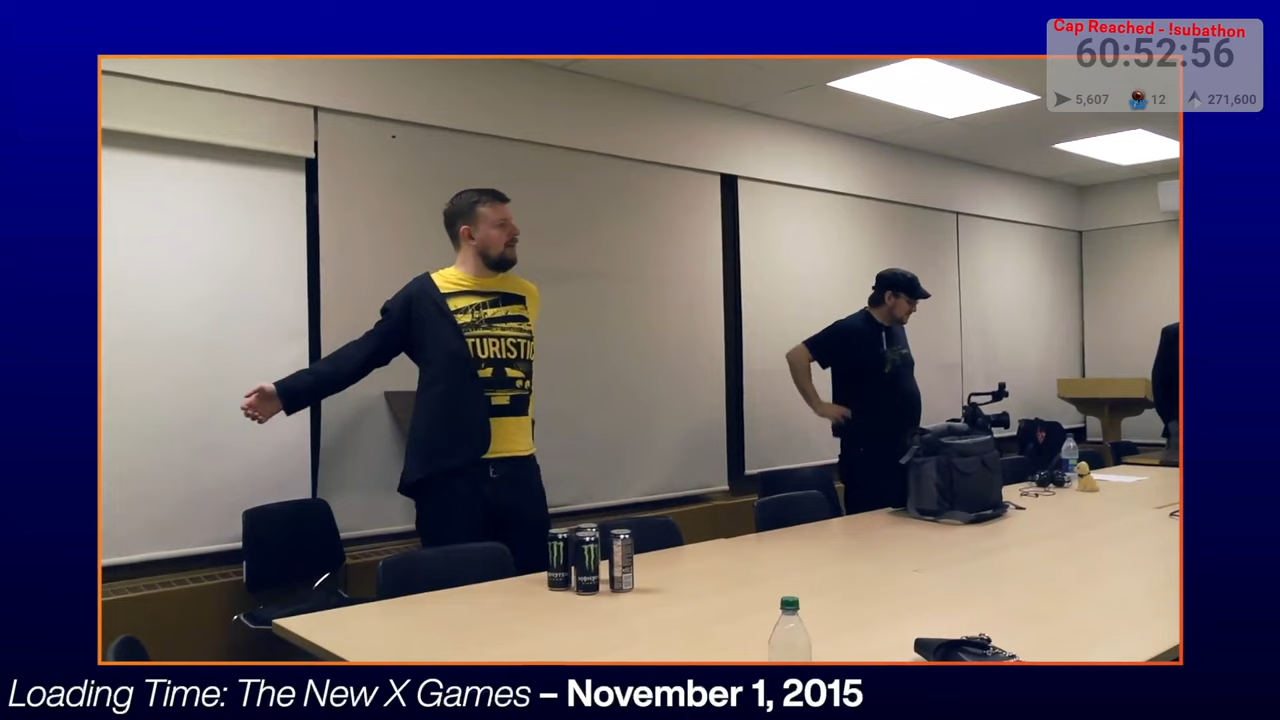 Cap Reached - !subathon
60:52:56
5,607 12 271,600
TURISTIC
MONSTER
Loading Time: The New X Games – November 1, 2015